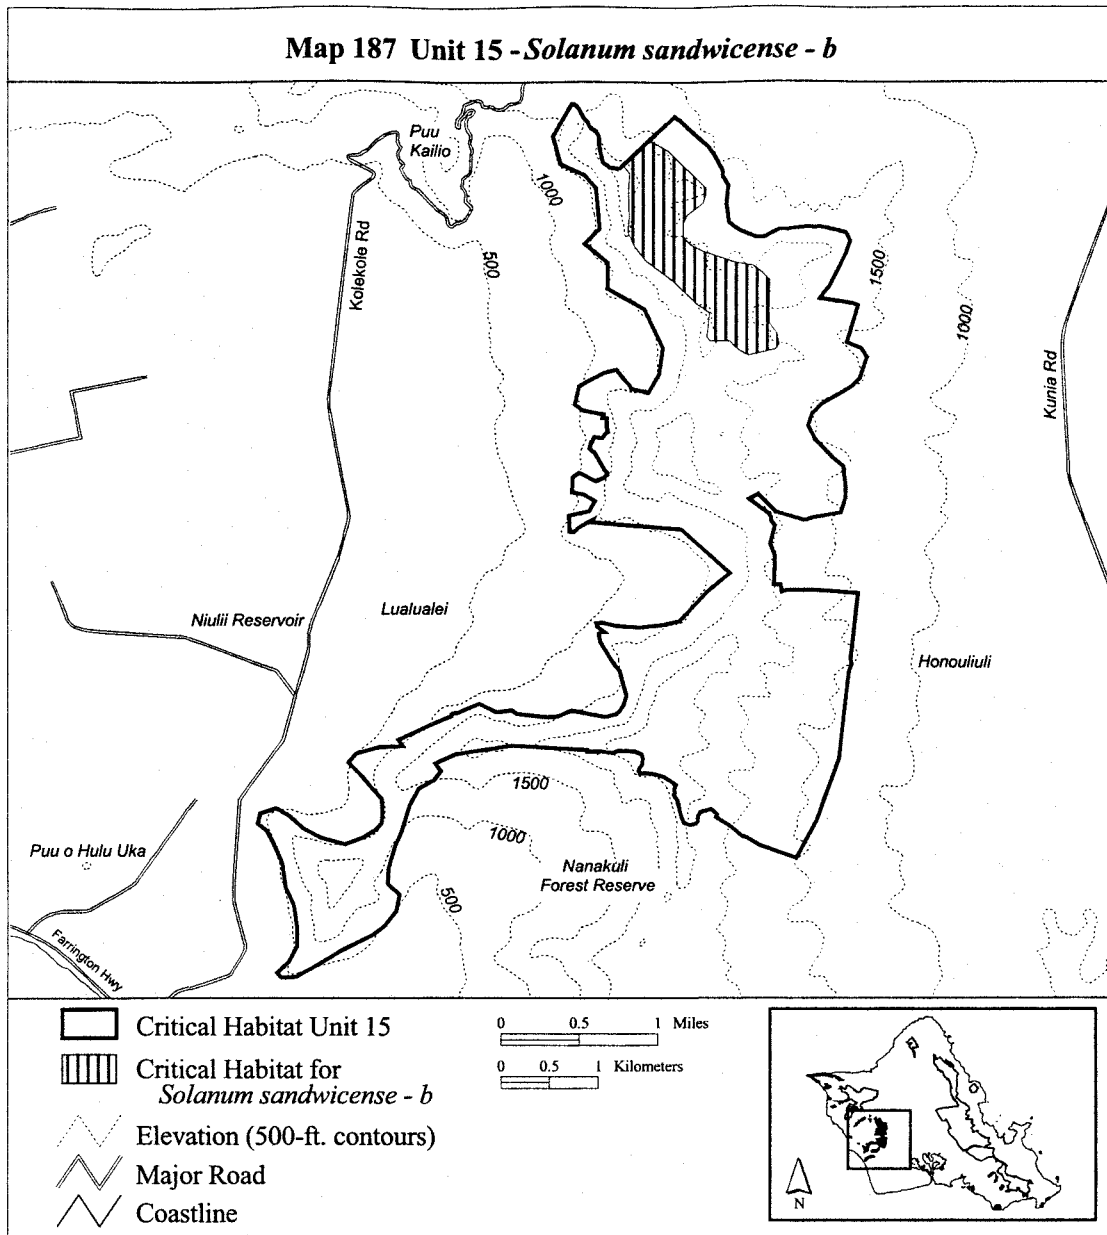 Map 187 Unit 15 - Solanum sandwicense - b
Puu
Kailio
1000
Kolekole Rd
500
1500
1000
Kunia Rd
Niulii Reservoir
Lualualei
Honouliuli
1500
1000
Puu o Hulu Uka
Nanakuli
Forest Reserve
500
Farrington Hwy
Critical Habitat Unit 15
Critical Habitat for
Solanum sandwicense - b
Elevation (500-ft. contours)
Major Road
Coastline
0 0.5 1 Miles
0 0.5 1 Kilometers
N